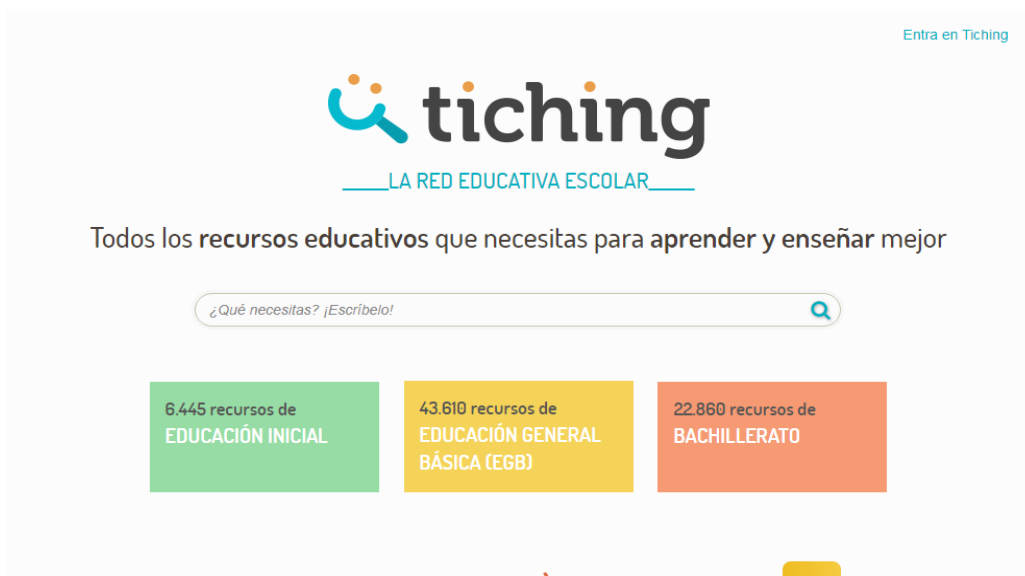 Entra en Tiching
tiching
LA RED EDUCATIVA ESCOLAR
Todos los recursos educativos que necesitas para aprender y enseñar mejor
¿Qué necesitas? ¡Escríbelo!
6.445 recursos de
EDUCACIÓN INICIAL
43.610 recursos de
EDUCACIÓN GENERAL
BÁSICA (EGB)
22.860 recursos de
BACHILLERATO